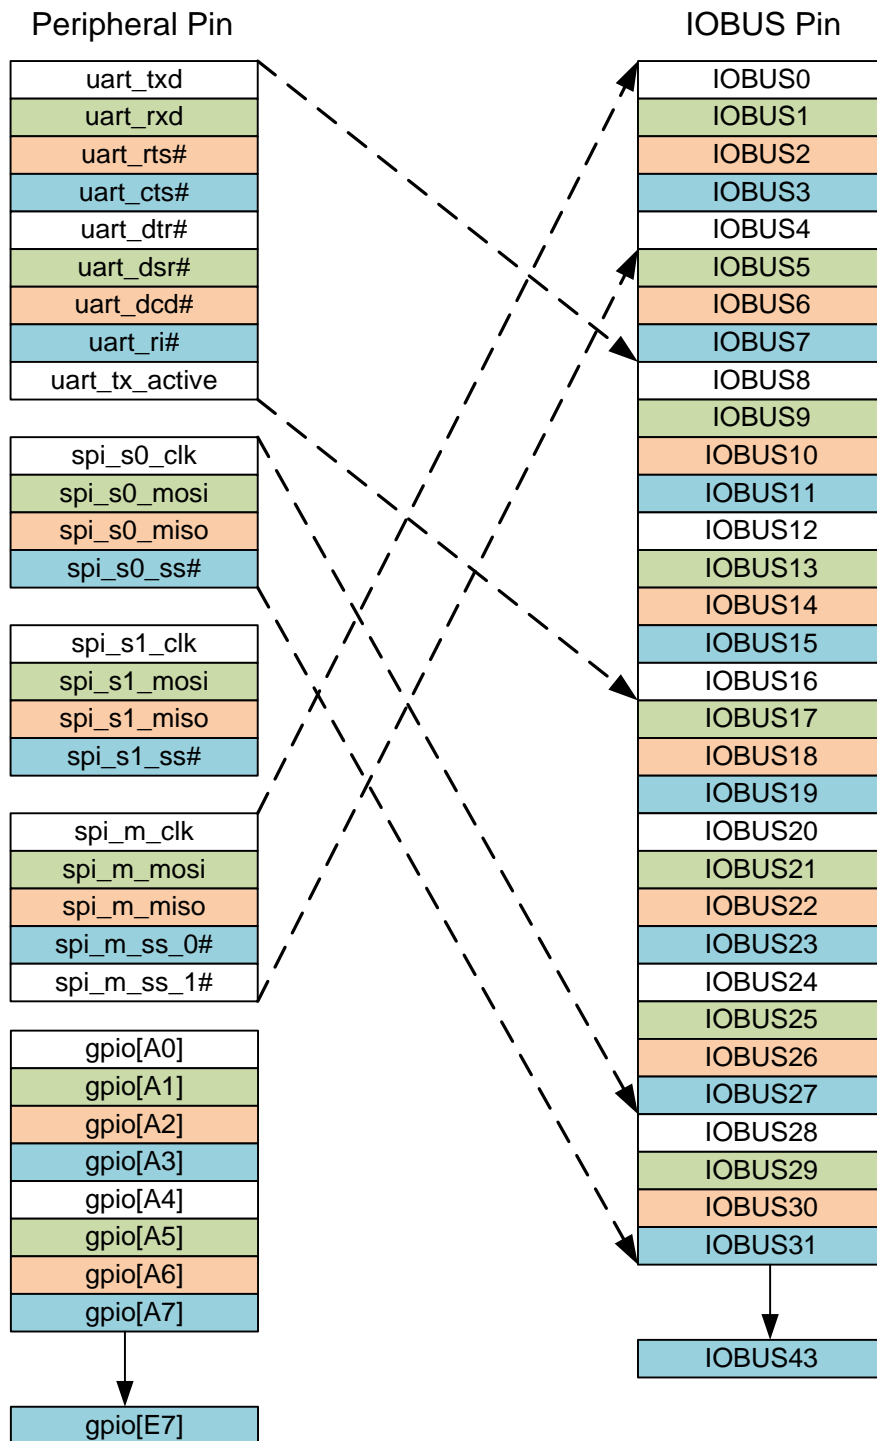 Peripheral Pin
uart_txd
uart_rxd
uart_rts#
uart_cts#
uart_dtr#
uart_dsr#
uart_dcd#
uart_ri#
uart_tx_active
spi_s0_clk
spi_s0_mosi
spi_s0_miso
spi_s0_ss#
spi_s1_clk
spi_s1_mosi
spi_s1_miso
spi_s1_ss#
spi_m_clk
spi_m_mosi
spi_m_miso
spi_m_ss_0#
spi_m_ss_1#
gpio[A0]
gpio[A1]
gpio[A2]
gpio[A3]
gpio[A4]
gpio[A5]
gpio[A6]
gpio[A7]
gpio[E7]
IOBUS Pin
IOBUS0
IOBUS1
IOBUS2
IOBUS3
IOBUS4
IOBUS5
IOBUS6
IOBUS7
IOBUS8
IOBUS9
IOBUS10
IOBUS11
IOBUS12
IOBUS13
IOBUS14
IOBUS15
IOBUS16
IOBUS17
IOBUS18
IOBUS19
IOBUS20
IOBUS21
IOBUS22
IOBUS23
IOBUS24
IOBUS25
IOBUS26
IOBUS27
IOBUS28
IOBUS29
IOBUS30
IOBUS31
IOBUS43